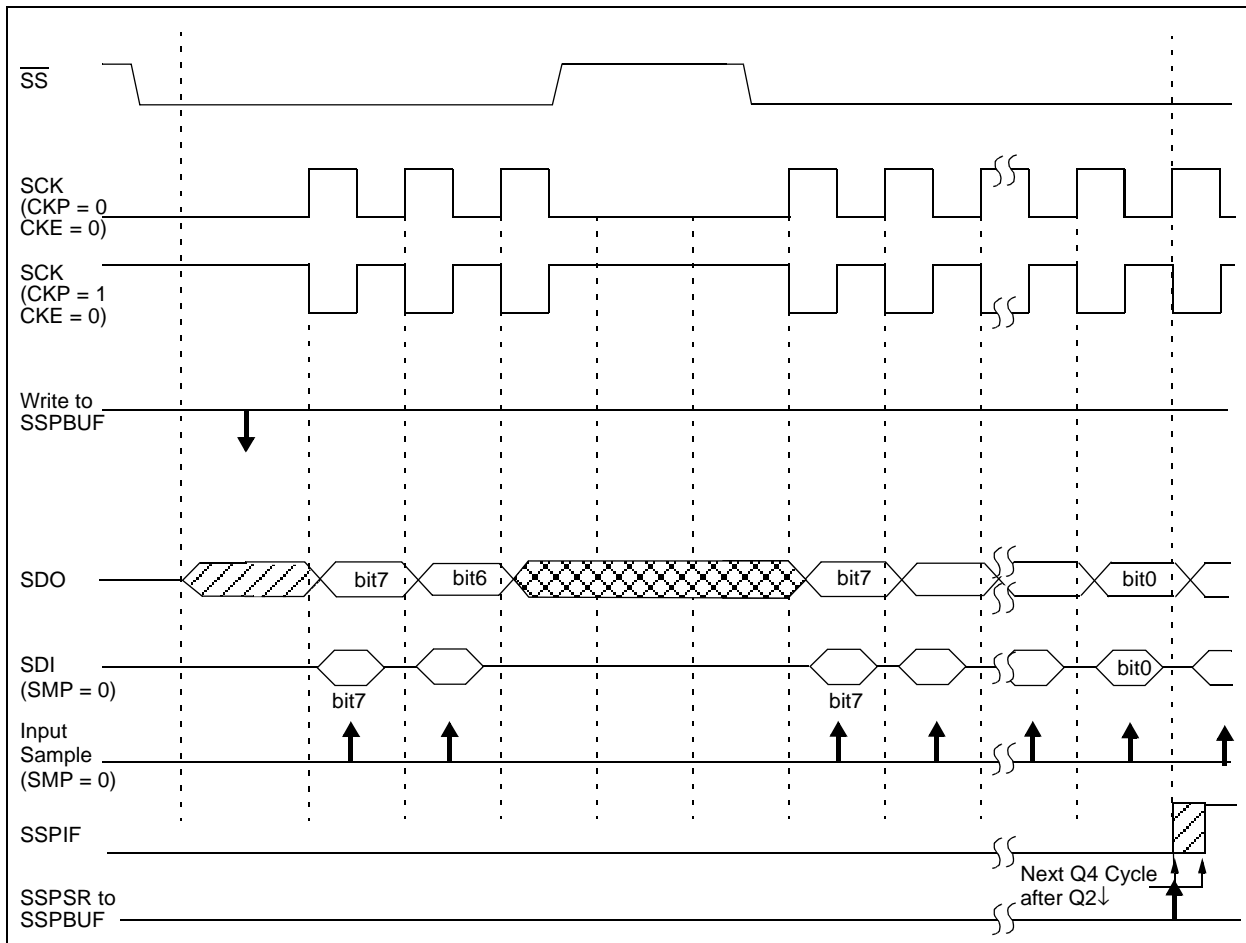 SS
SCK
(CKP = 0
CKE = 0)
SCK
(CKP = 1
CKE = 0)
Write to
SSPBUF
SDO
bit7
bit6
bit7
bit0
SDI
(SMP = 0)
bit7
bit7
bit0
Input
Sample
(SMP = 0)
SSPIF
Next Q4 Cycle
after Q2↓
SSPSR to
SSPBUF